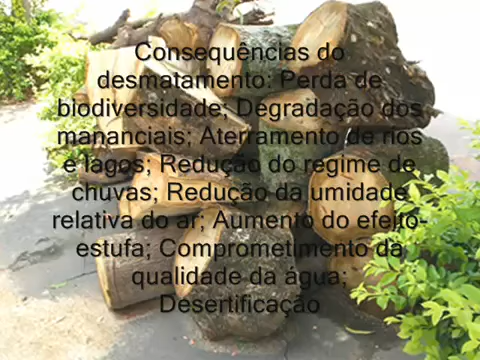 Consequências do
desmatamento: Perda de
biodiversidade; Degradação dos
mananciais; Aterramento de rios
e lagos; Redução do regime de
chuvas; Redução da umidade
relativa do ar; Aumento do efeito-
estufa; Comprometimento da
qualidade da água;
Desertificação